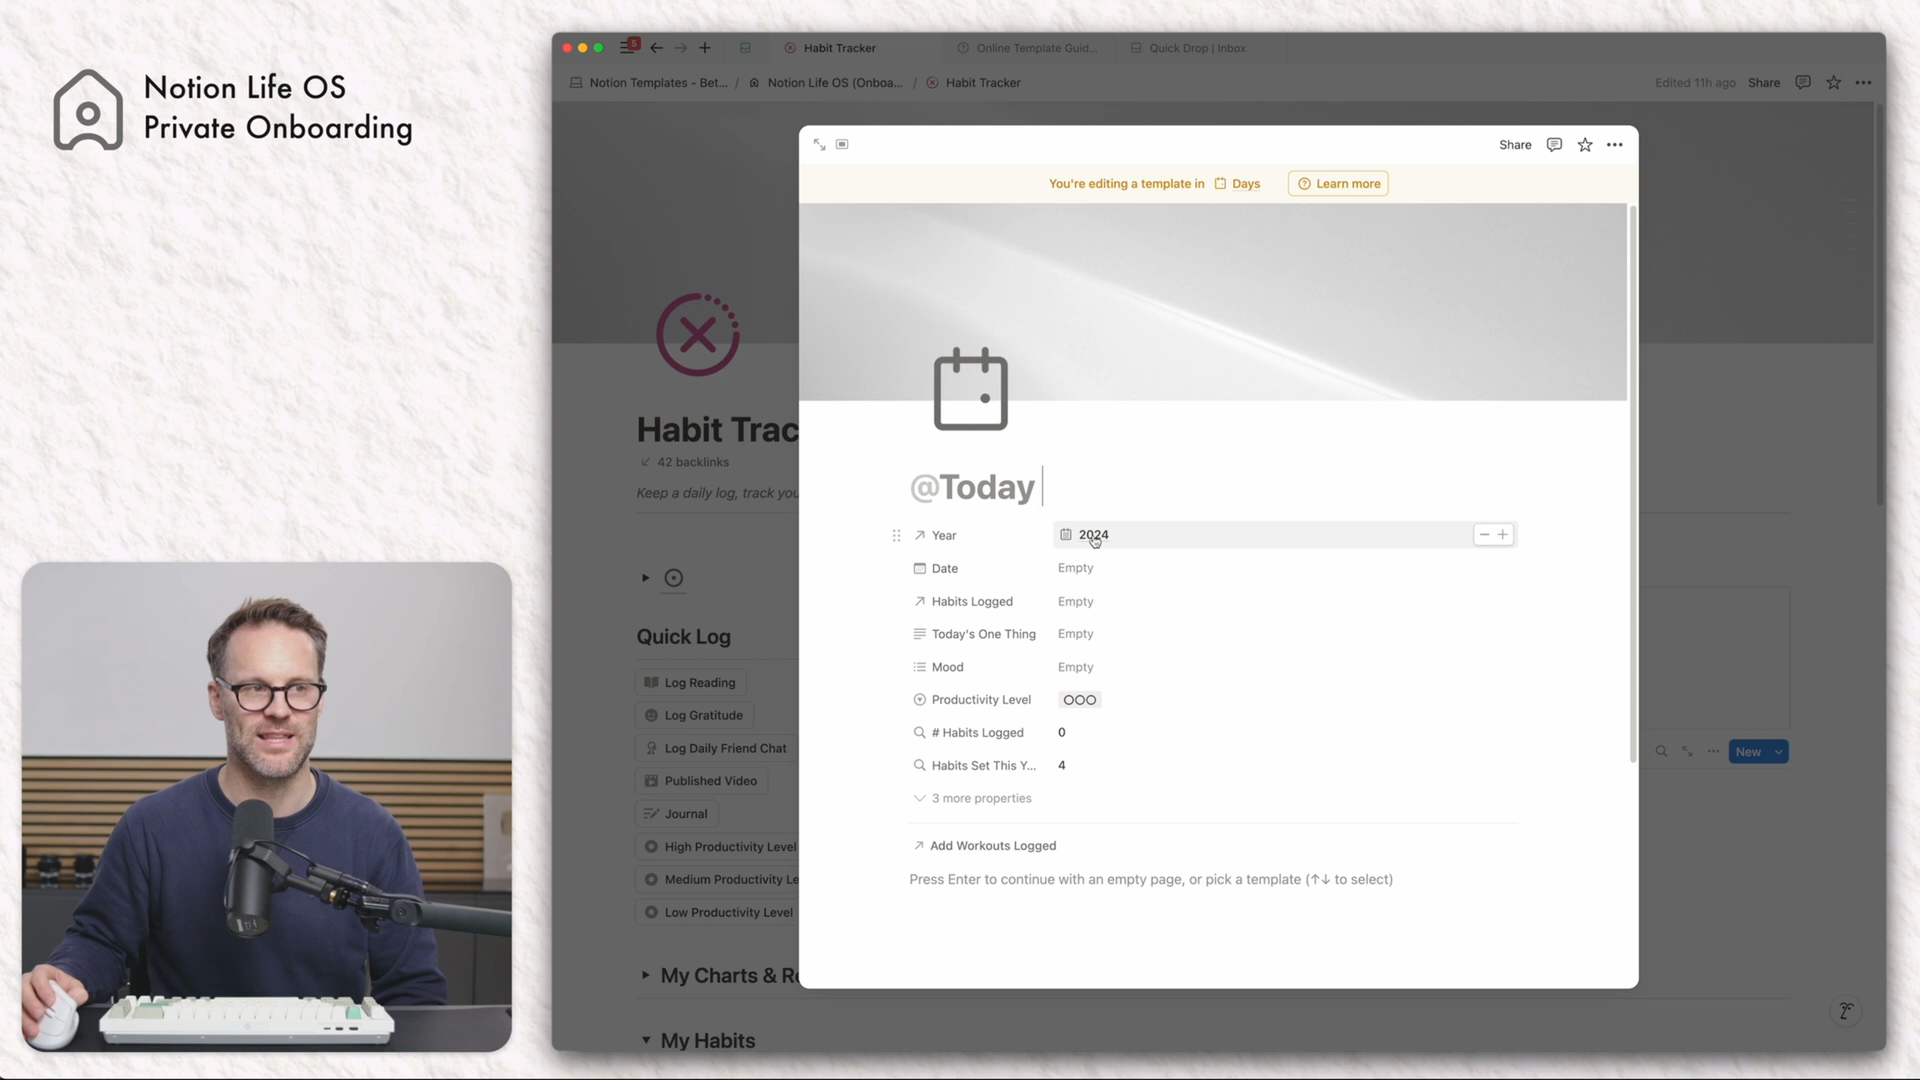 Notion Life OS
Private Onboarding
5
Habit Tracker
Online Template Guid...
Quick Drop | Inbox
Notion Templates - Bet... / Notion Life OS (Onboa... / Habit Tracker
Edited 11h ago
Share
Share
You're editing a template in Days
Learn more
Habit Trac
42 backlinks
Keep a daily log, track you
Quick Log
Log Reading
Log Gratitude
Log Daily Friend Chat
Published Video
Journal
High Productivity Level
Medium Productivity Le
Low Productivity Level
My Charts & Re
My Habits
@Today
Year 2024
Date Empty
Habits Logged Empty
Today's One Thing Empty
Mood Empty
Productivity Level OOO
# Habits Logged 0
Habits Set This Y... 4
3 more properties
Add Workouts Logged
Press Enter to continue with an empty page, or pick a template (↑↓ to select)
New